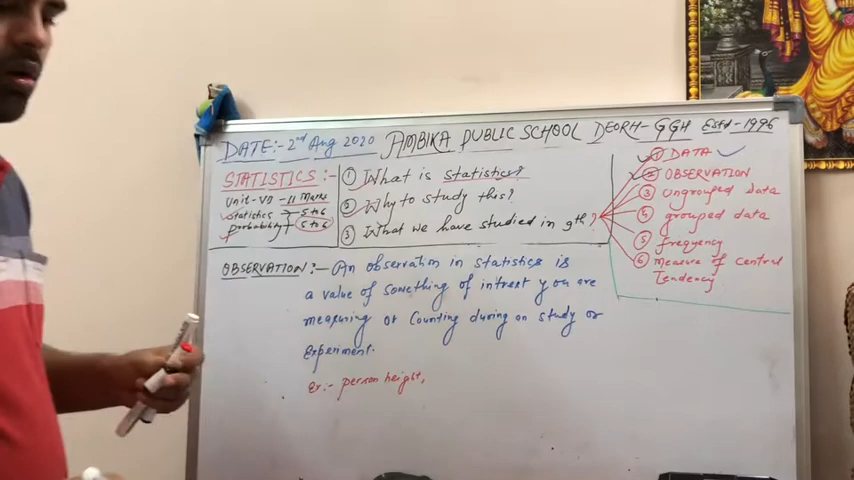 DATE:- 2nd Aug 2020 AMBIKA PUBLIC SCHOOL DEORH-GGH Estd-1996
STATISTICS :-
Unit-VII - 11 Marks
Statistics → 5 to 6
probability → 5 to 6
① What is statistics?
② Why to study this?
③ What we have studied in 9th?
① DATA
② OBSERVATION
③ Ungrouped Data
④ grouped data
⑤ frequency
⑥ Measure of Central
Tendency
OBSERVATION:- An observation in statistics is
a value of something of intrest you are
measuring or Counting during an study or
Experiment.
Ex:- person height,